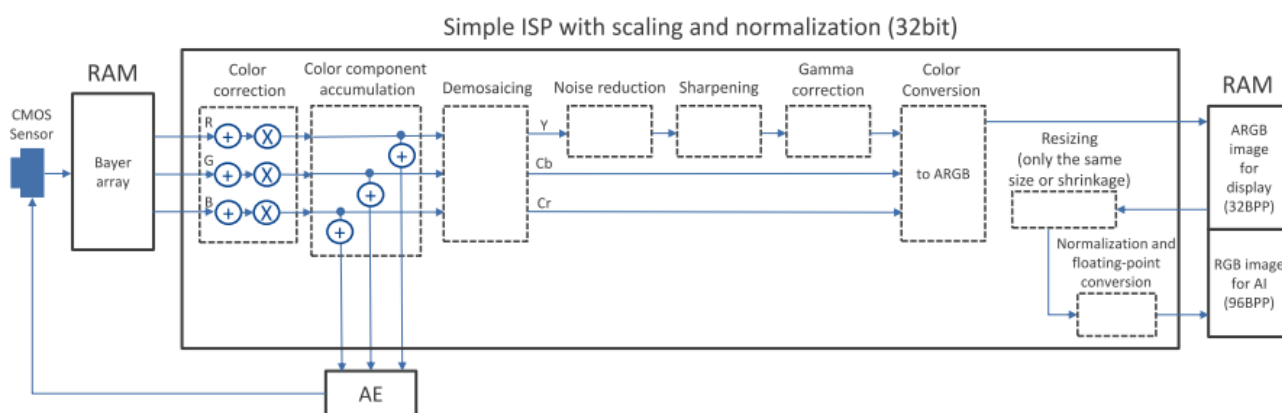 Simple ISP with scaling and normalization (32bit)
RAM
CMOS
Sensor
Bayer
array
Color
correction
R
G
B
+
X
+
X
+
X
Color component
accumulation
+
+
+
Demosaicing
Y
Cb
Cr
Noise reduction
Sharpening
Gamma
correction
Color
Conversion
to ARGB
Resizing
(only the same
size or shrinkage)
Normalization and
floating-point
conversion
RAM
ARGB
image for
display
(32BPP)
RGB image
for AI
(96BPP)
AE